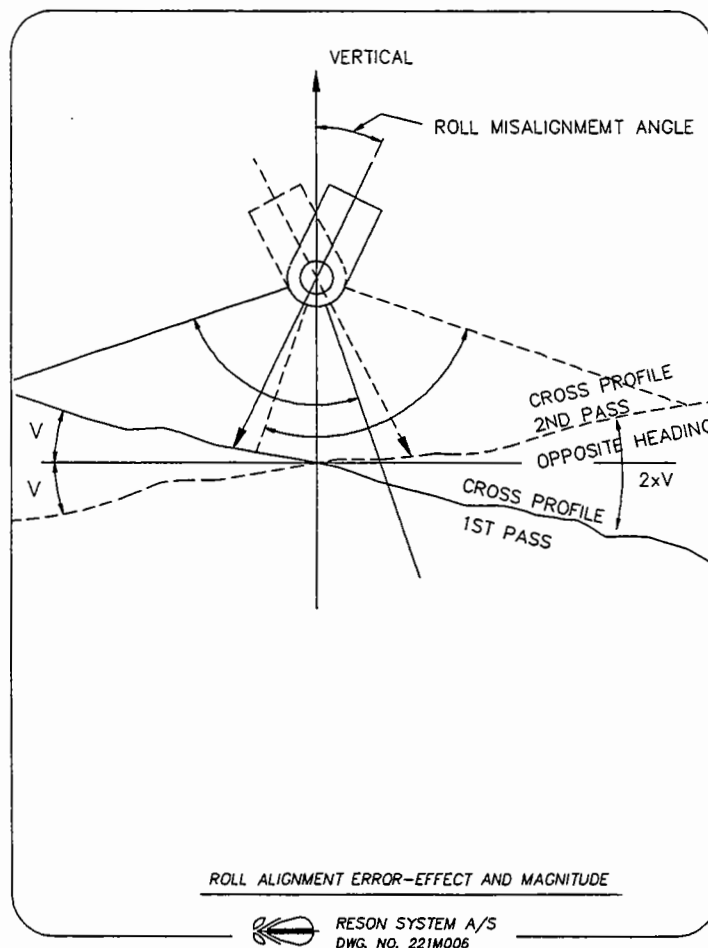 VERTICAL
ROLL MISALIGNMEMT ANGLE
CROSS PROFILE
2ND PASS
OPPOSITE HEADING
V
V
2xV
CROSS PROFILE
1ST PASS
ROLL ALIGNMENT ERROR-EFFECT AND MAGNITUDE
RESON SYSTEM A/S
DWG. NO. 221M006